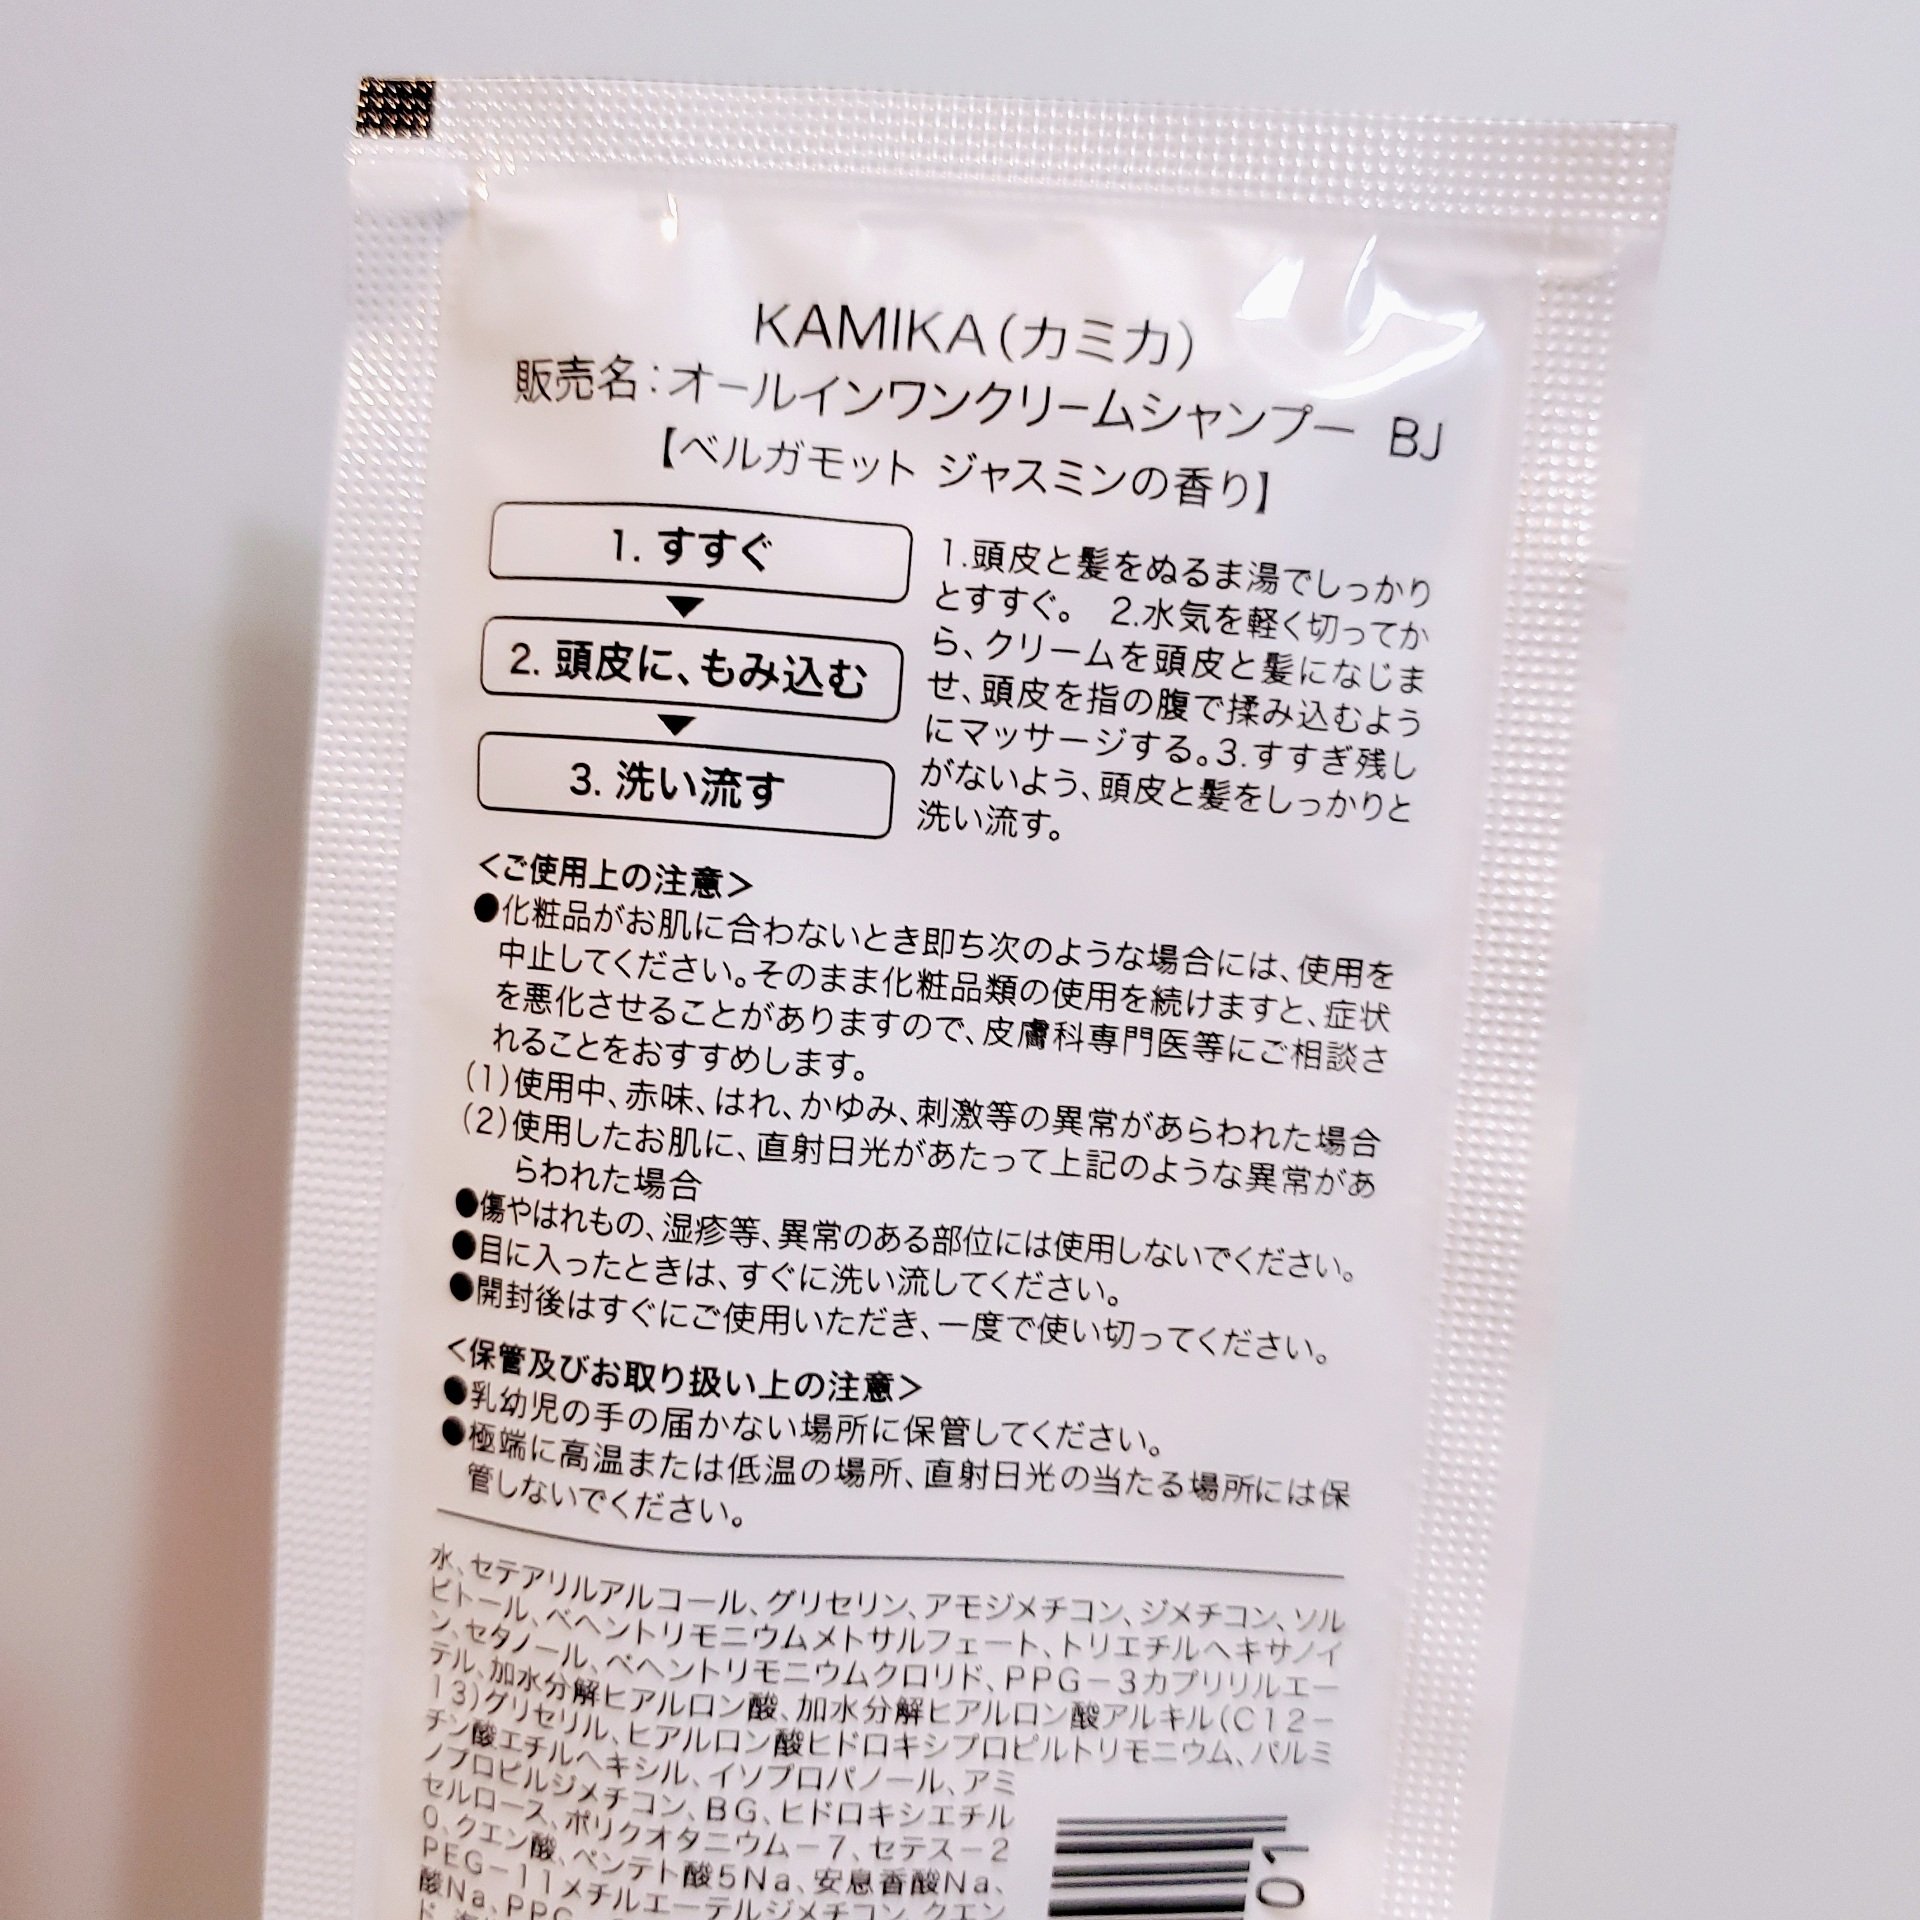 KAMIKA(カミカ)
販売名:オールインワンクリームシャンプー BJ
【ベルガモット ジャスミンの香り】
1. すすぐ
2. 頭皮に、もみ込む
3. 洗い流す
1.頭皮と髪をぬるま湯でしっかり
とすすぐ。 2.水気を軽く切ってか
ら、クリームを頭皮と髪になじま
せ、頭皮を指の腹で揉み込むよう
にマッサージする。3.すすぎ残し
がないよう、頭皮と髪をしっかりと
洗い流す。
<ご使用上の注意>
●化粧品がお肌に合わないとき即ち次のような場合には、使用を
中止してください。そのまま化粧品類の使用を続けますと、症状
を悪化させることがありますので、皮膚科専門医等にご相談さ
れることをおすすめします。
(1)使用中、赤味、はれ、かゆみ、刺激等の異常があらわれた場合
(2)使用したお肌に、直射日光があたって上記のような異常があ
らわれた場合
●傷やはれもの、湿疹等、異常のある部位には使用しないでください。
●目に入ったときは、すぐに洗い流してください。
●開封後はすぐにご使用いただき、一度で使い切ってください。
<保管及びお取り扱い上の注意>
●乳幼児の手の届かない場所に保管してください。
●極端に高温または低温の場所、直射日光の当たる場所には保
管しないでください。
水、セテアリルアルコール、グリセリン、アモジメチコン、ジメチコン、ソル
ビトール、ベヘントリモニウムメトサルフェート、トリエチルヘキサノイ
ン、セタノール、ベヘントリモニウムクロリド、PPG-3カプリリルエー
テル、加水分解ヒアルロン酸、加水分解ヒアルロン酸アルキル(C12-
13)グリセリル、ヒアルロン酸ヒドロキシプロピルトリモニウム、パルミ
チン酸エチルヘキシル、イソプロパノール、アミ
ノプロピルジメチコン、BG、ヒドロキシエチル
セルロース、ポリクオタニウム-7、セテス-2
0、クエン酸、ペンテト酸5Na、安息香酸Na、
PEG-11メチルエーテルジメチコン、クエン
酸Na、PPG
01